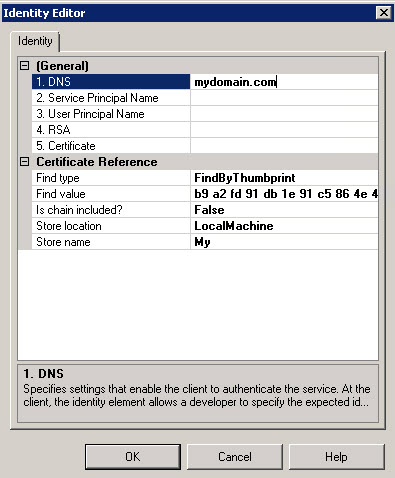 Identity Editor
Identity
(General)
1. DNS mydomain.com
2. Service Principal Name
3. User Principal Name
4. RSA
5. Certificate
Certificate Reference
Find type FindByThumbprint
Find value b9 a2 fd 91 db 1e 91 c5 86 4e 4
Is chain included? False
Store location LocalMachine
Store name My
1. DNS
Specifies settings that enable the client to authenticate the service. At the
client, the identity element allows a developer to specify the expected id...
OK Cancel Help